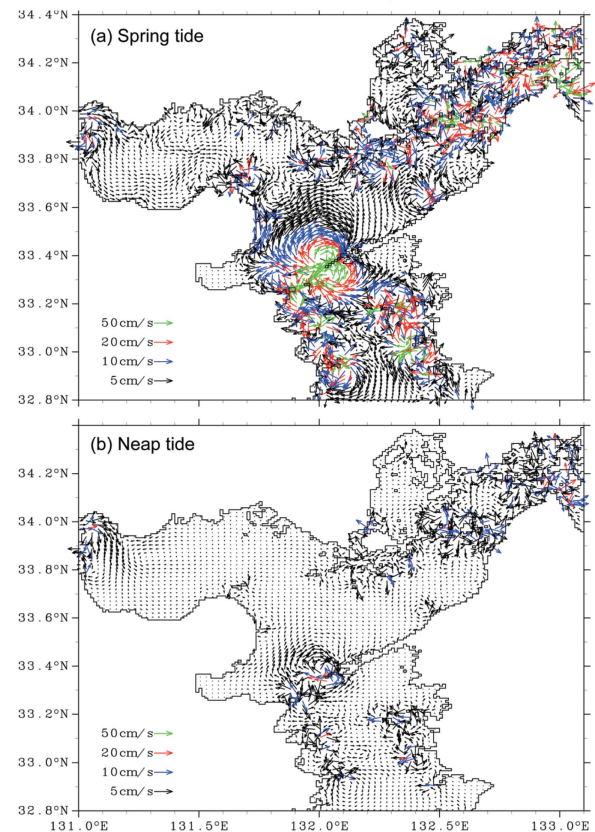 34.4°N
(a) Spring tide
34.2°N
34.0°N
33.8°N
33.6°N
33.4°N
33.2°N
50cm/s
20cm/s
33.0°N
10cm/s
5cm/s
32.8°N
(b) Neap tide
34.2°N
34.0°N
33.8°N
33.6°N
33.4°N
33.2°N
50cm/s
20cm/s
33.0°N
10cm/s
5cm/s
32.8°N
131.0°E 131.5°E 132.0°E 132.5°E 133.0°E